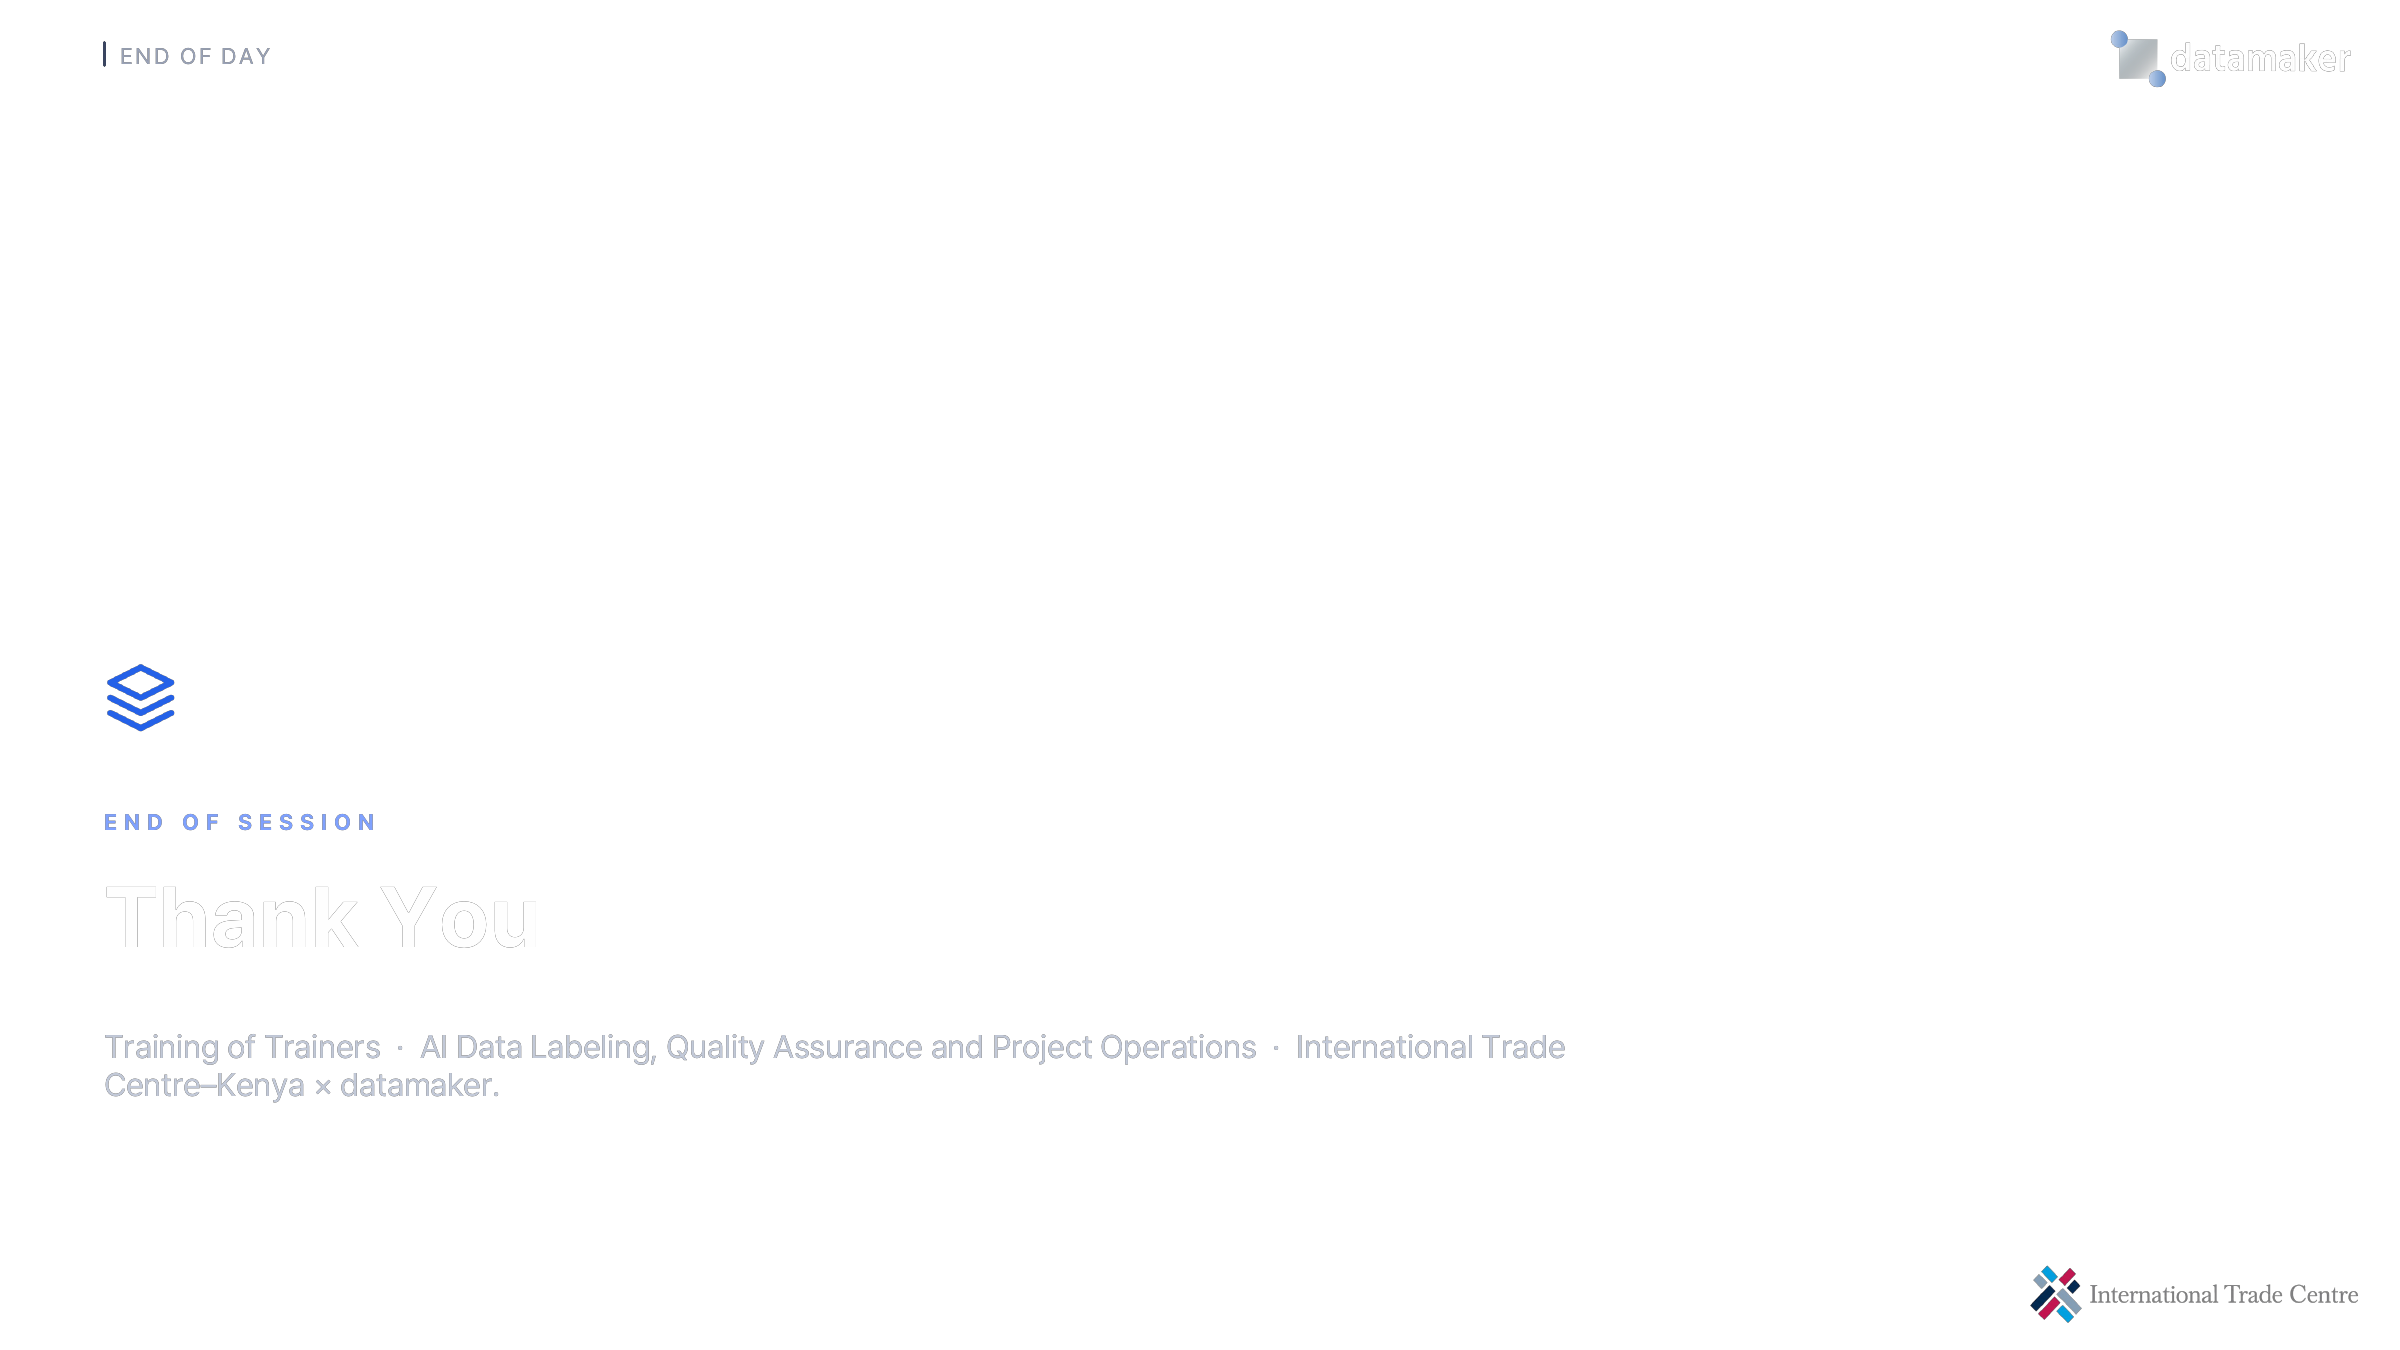 END OF DAY
datamaker
END OF SESSION
Thank You
Training of Trainers · AI Data Labeling, Quality Assurance and Project Operations · International Trade
Centre–Kenya × datamaker.
International Trade Centre